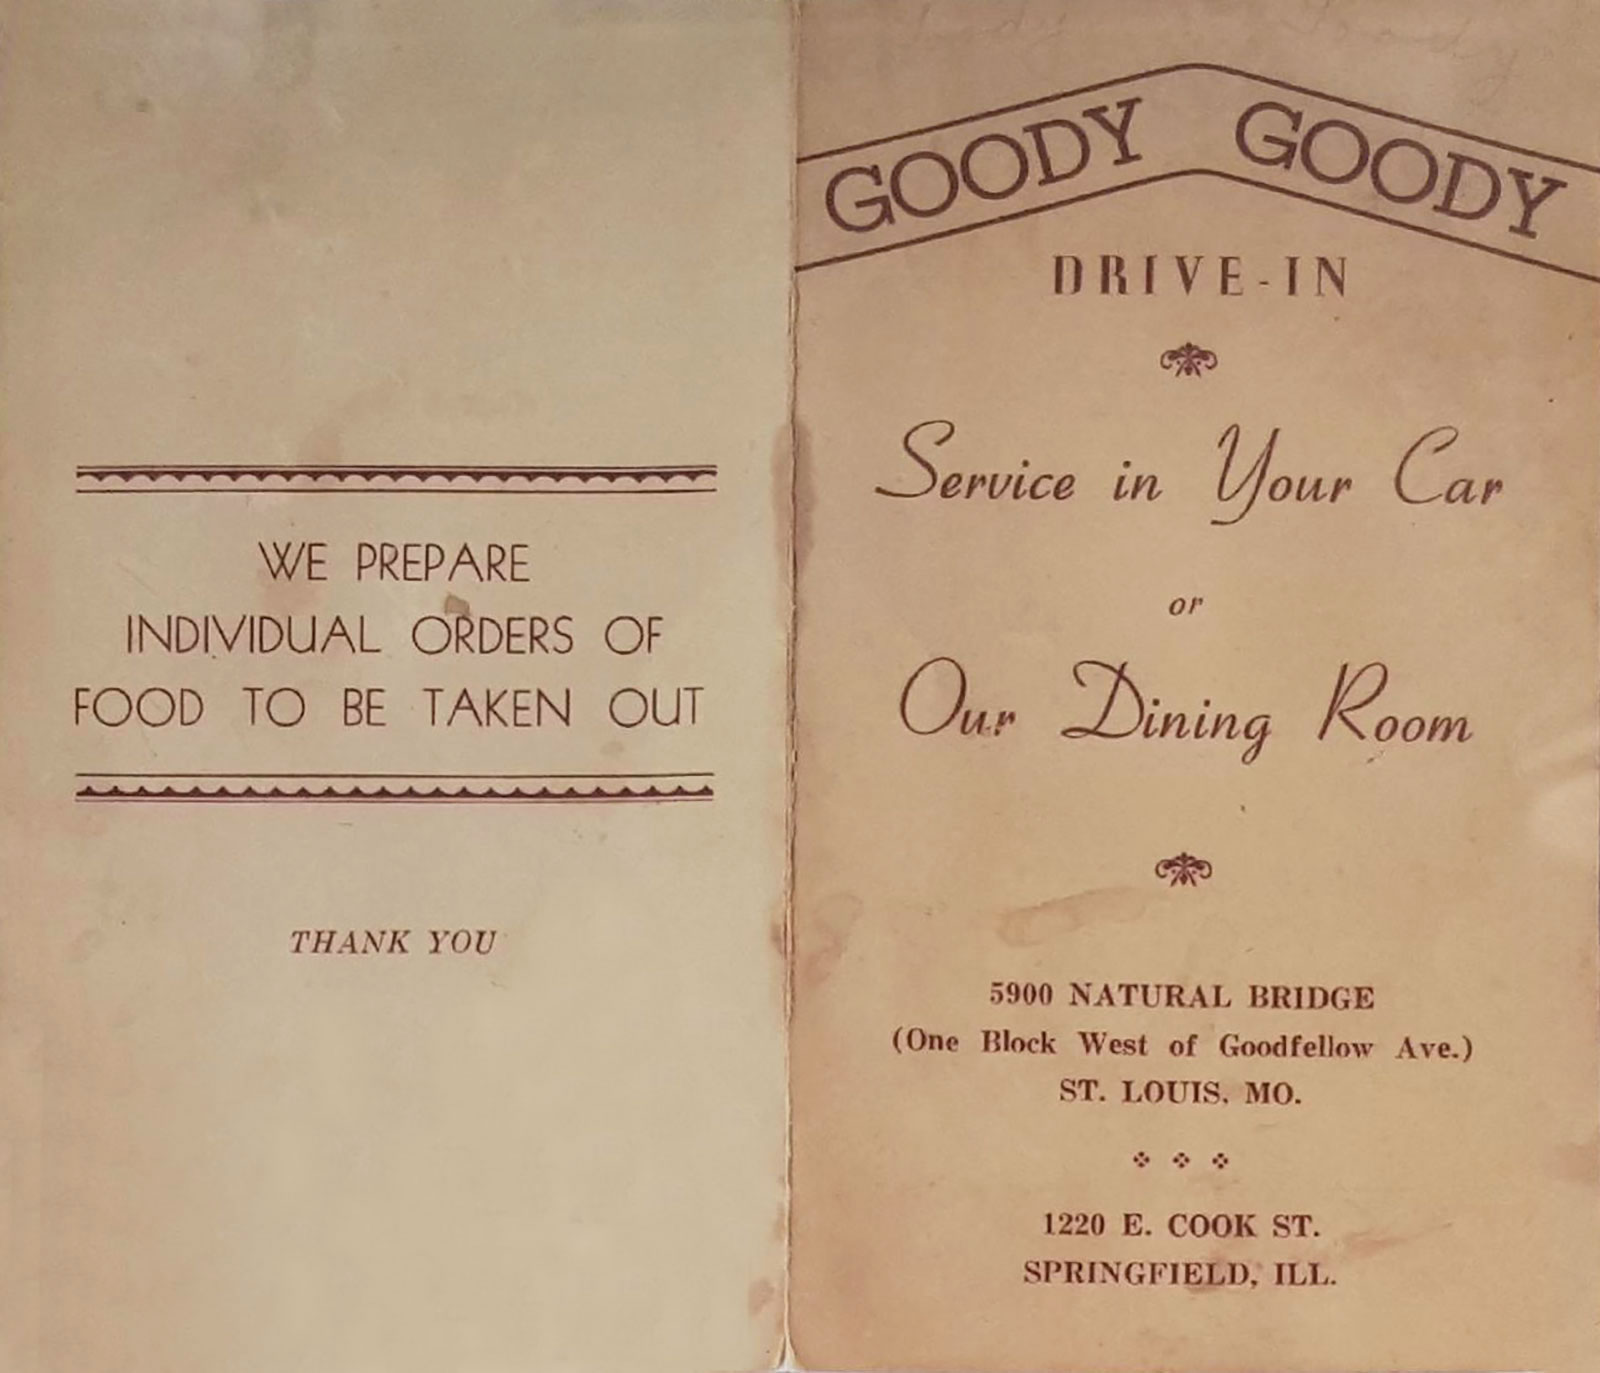 WE PREPARE
INDIVIDUAL ORDERS OF
FOOD TO BE TAKEN OUT
THANK YOU
GOODY GOODY
DRIVE-IN
Service in Your Car
or
Our Dining Room
5900 NATURAL BRIDGE
(One Block West of Goodfellow Ave.)
ST. LOUIS, MO.
1220 E. COOK ST.
SPRINGFIELD, ILL.